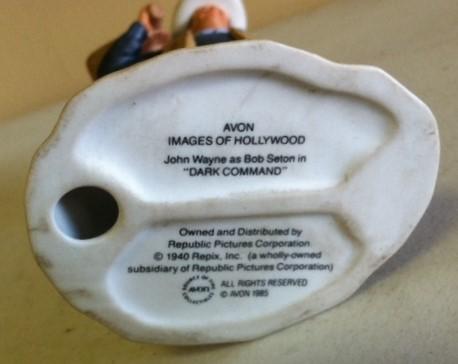 AVON
IMAGES OF HOLLYWOOD
John Wayne as Bob Seton in
"DARK COMMAND"
Owned and Distributed by
Republic Pictures Corporation
© 1940 Repix, Inc. (a wholly-owned
subsidiary of Republic Pictures Corporation)
AVON
ALL RIGHTS RESERVED
© AVON 1985